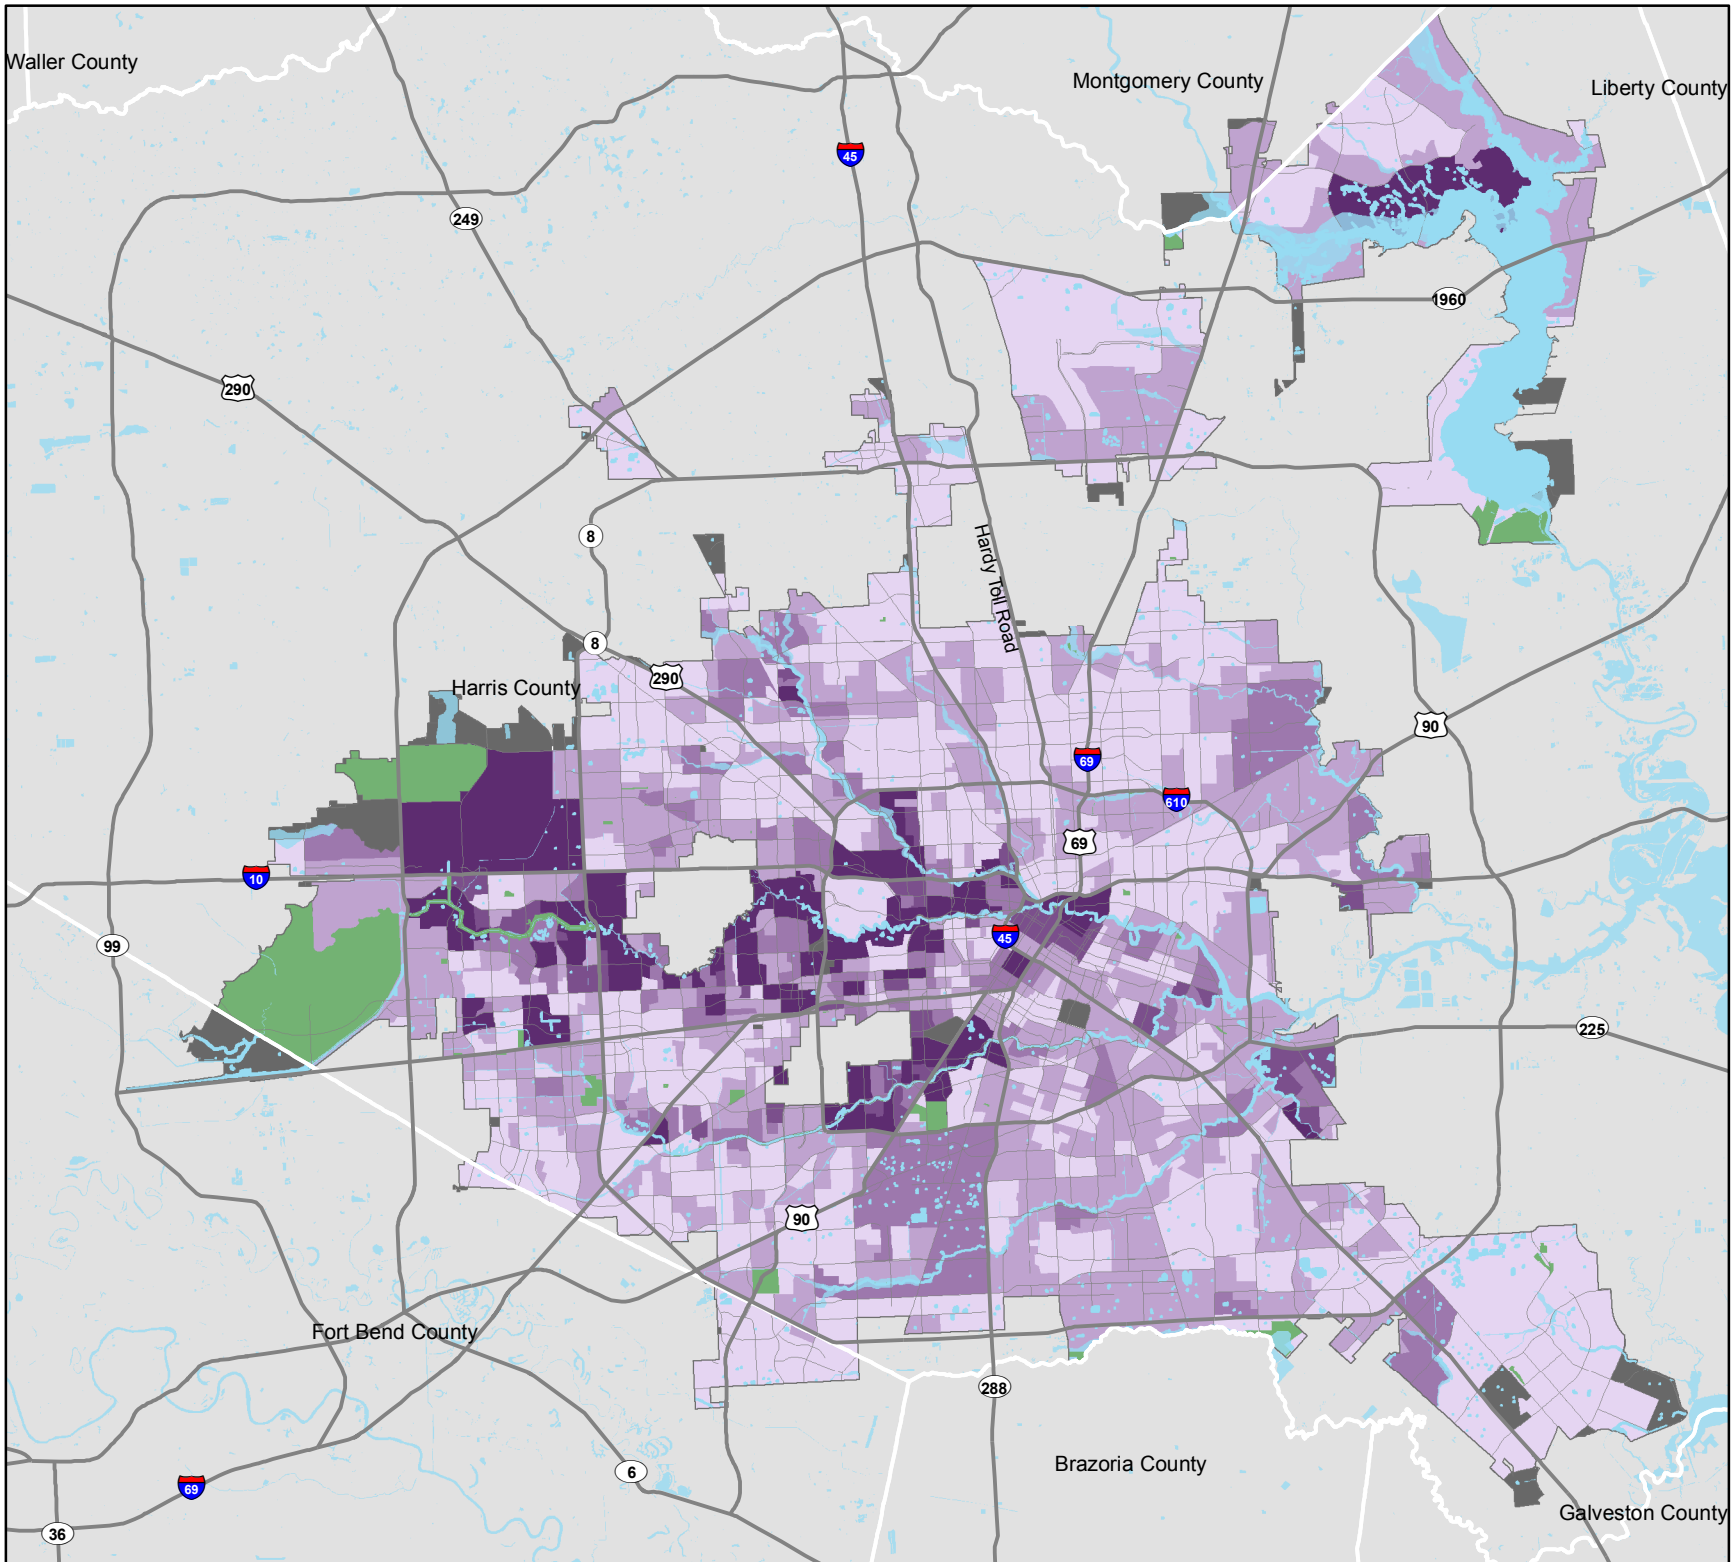 Waller County
Montgomery County
Liberty County
45
249
1960
290
8
Hardy Toll Road
8
290
Harris County
90
69
610
69
10
45
99
225
90
Fort Bend County
288
6
Brazoria County
69
Galveston County
36